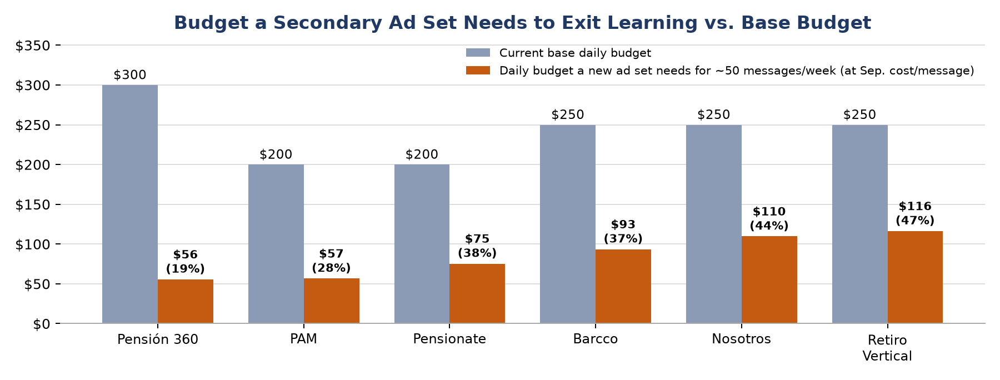 Budget a Secondary Ad Set Needs to Exit Learning vs. Base Budget
$350
$300
$250
$200
$150
$100
$50
$0
Current base daily budget
Daily budget a new ad set needs for ~50 messages/week (at Sep. cost/message)
$300
$56
(19%)
$200
$57
(28%)
$200
$75
(38%)
$250
$93
(37%)
$250
$110
(44%)
$250
$116
(47%)
Pensión 360
PAM
Pensionate
Barcco
Nosotros
Retiro
Vertical